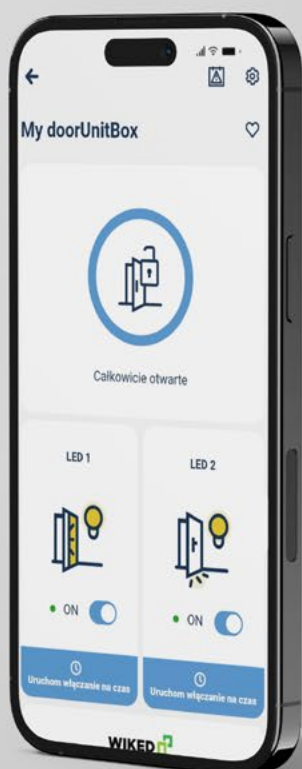 My doorUnitBox
Całkowicie otwarte
LED 1
LED 2
ON
ON
Uruchom włączanie na czas
Uruchom włączanie na czas
WIKED